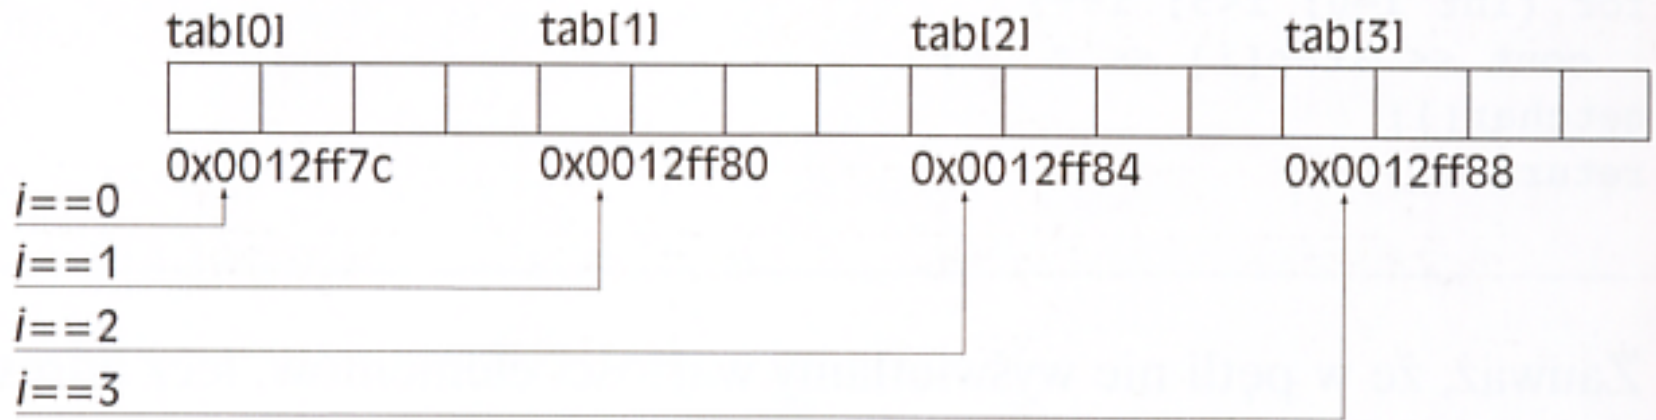 tab[0] tab[1] tab[2] tab[3]
0x0012ff7c 0x0012ff80 0x0012ff84 0x0012ff88
i==0
i==1
i==2
i==3